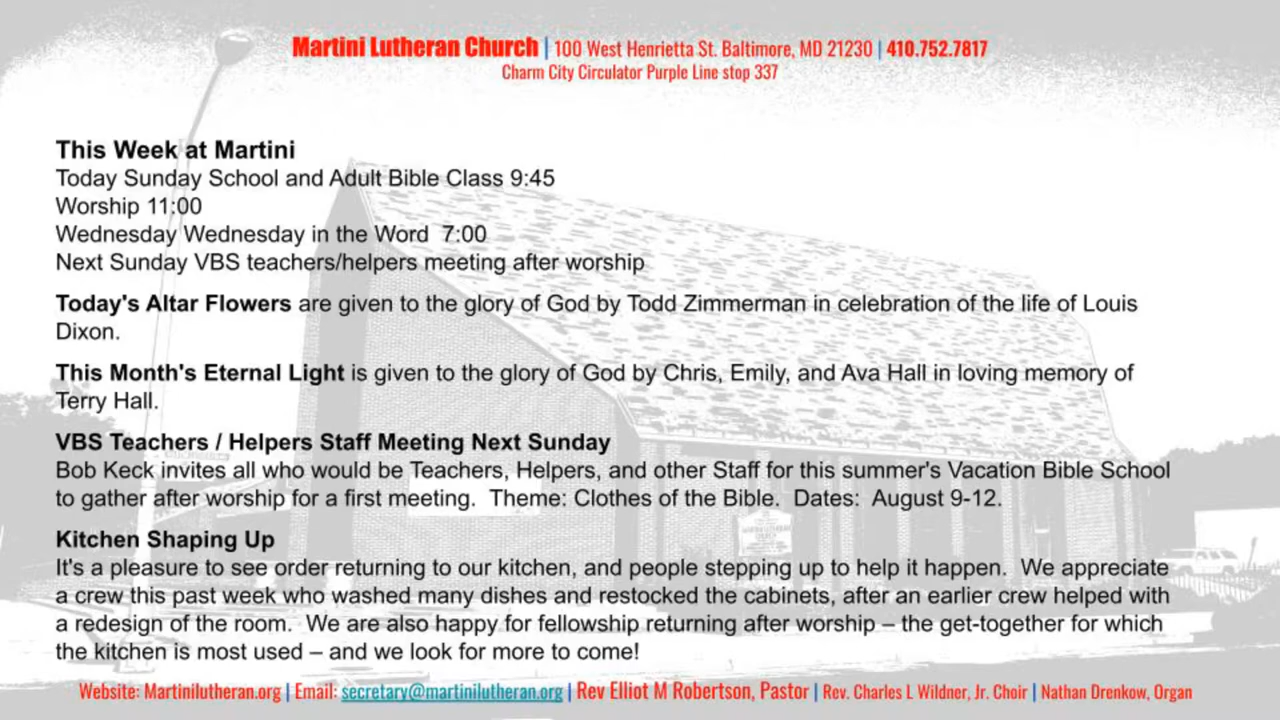 Martini Lutheran Church | 100 West Henrietta St. Baltimore, MD 21230 | 410.752.7817
Charm City Circulator Purple Line stop 337
This Week at Martini
Today Sunday School and Adult Bible Class 9:45
Worship 11:00
Wednesday Wednesday in the Word  7:00
Next Sunday VBS teachers/helpers meeting after worship
Today's Altar Flowers are given to the glory of God by Todd Zimmerman in celebration of the life of Louis
Dixon.
This Month's Eternal Light is given to the glory of God by Chris, Emily, and Ava Hall in loving memory of
Terry Hall.
VBS Teachers / Helpers Staff Meeting Next Sunday
Bob Keck invites all who would be Teachers, Helpers, and other Staff for this summer's Vacation Bible School
to gather after worship for a first meeting.  Theme: Clothes of the Bible.  Dates:  August 9-12.
Kitchen Shaping Up
It's a pleasure to see order returning to our kitchen, and people stepping up to help it happen.  We appreciate
a crew this past week who washed many dishes and restocked the cabinets, after an earlier crew helped with
a redesign of the room.  We are also happy for fellowship returning after worship – the get-together for which
the kitchen is most used – and we look for more to come!
Website: Martinilutheran.org | Email: secretary@martinilutheran.org | Rev Elliot M Robertson, Pastor | Rev. Charles L Wildner, Jr. Choir | Nathan Drenkow, Organ